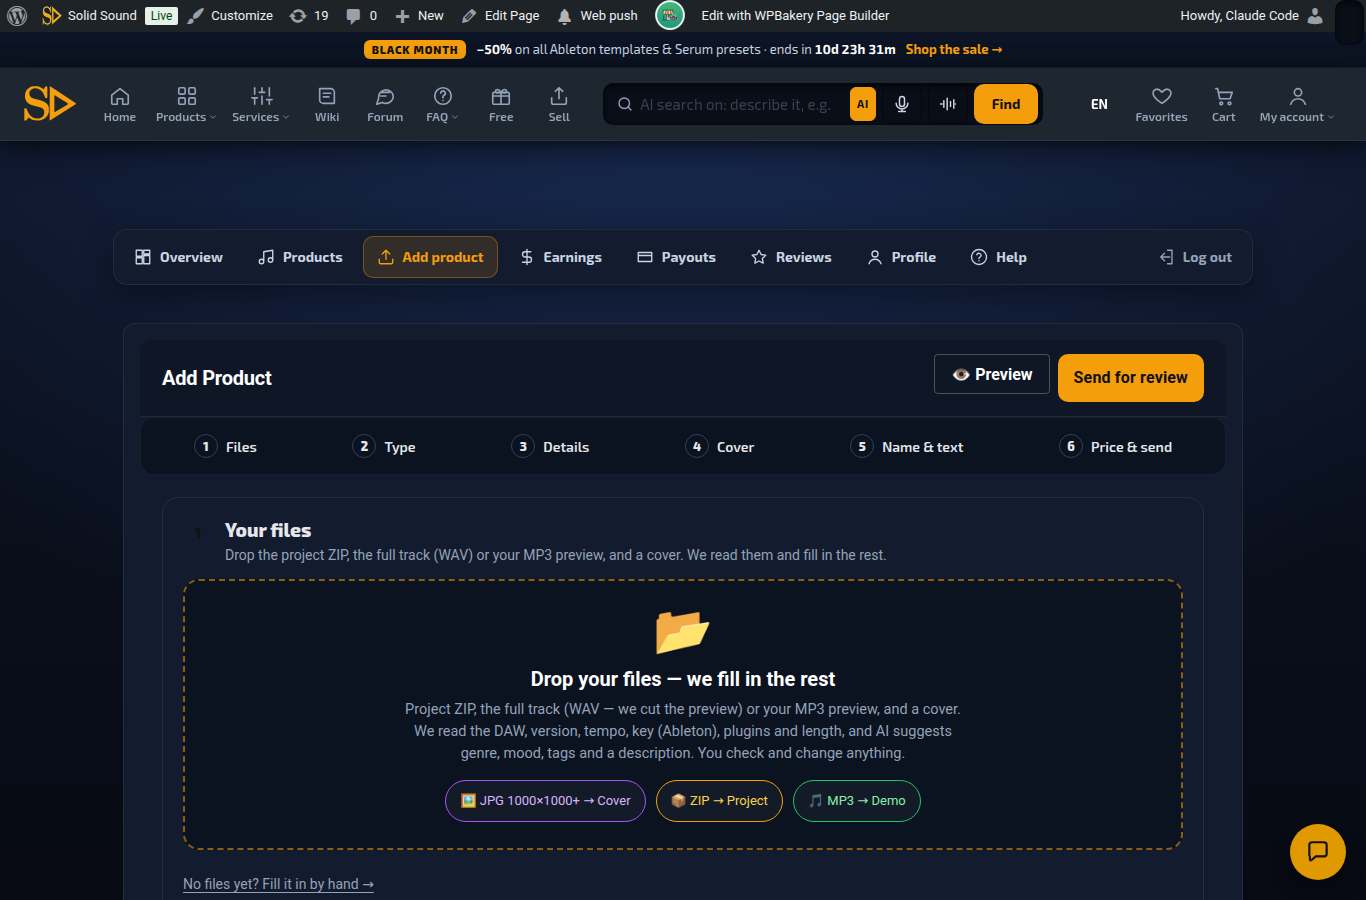 Solid Sound Live Customize 19 0 New Edit Page Web push Edit with WPBakery Page Builder Howdy, Claude Code
BLACK MONTH −50% on all Ableton templates & Serum presets · ends in 10d 23h 31m Shop the sale →
Home Products Services Wiki Forum FAQ Free Sell
AI search on: describe it, e.g. AI Find
EN Favorites Cart My account
Overview Products Add product Earnings Payouts Reviews Profile Help Log out
Add Product Preview Send for review
1 Files 2 Type 3 Details 4 Cover 5 Name & text 6 Price & send
1 Your files
Drop the project ZIP, the full track (WAV) or your MP3 preview, and a cover. We read them and fill in the rest.
Drop your files — we fill in the rest
Project ZIP, the full track (WAV — we cut the preview) or your MP3 preview, and a cover.
We read the DAW, version, tempo, key (Ableton), plugins and length, and AI suggests
genre, mood, tags and a description. You check and change anything.
JPG 1000×1000+ → Cover ZIP → Project MP3 → Demo
No files yet? Fill it in by hand →